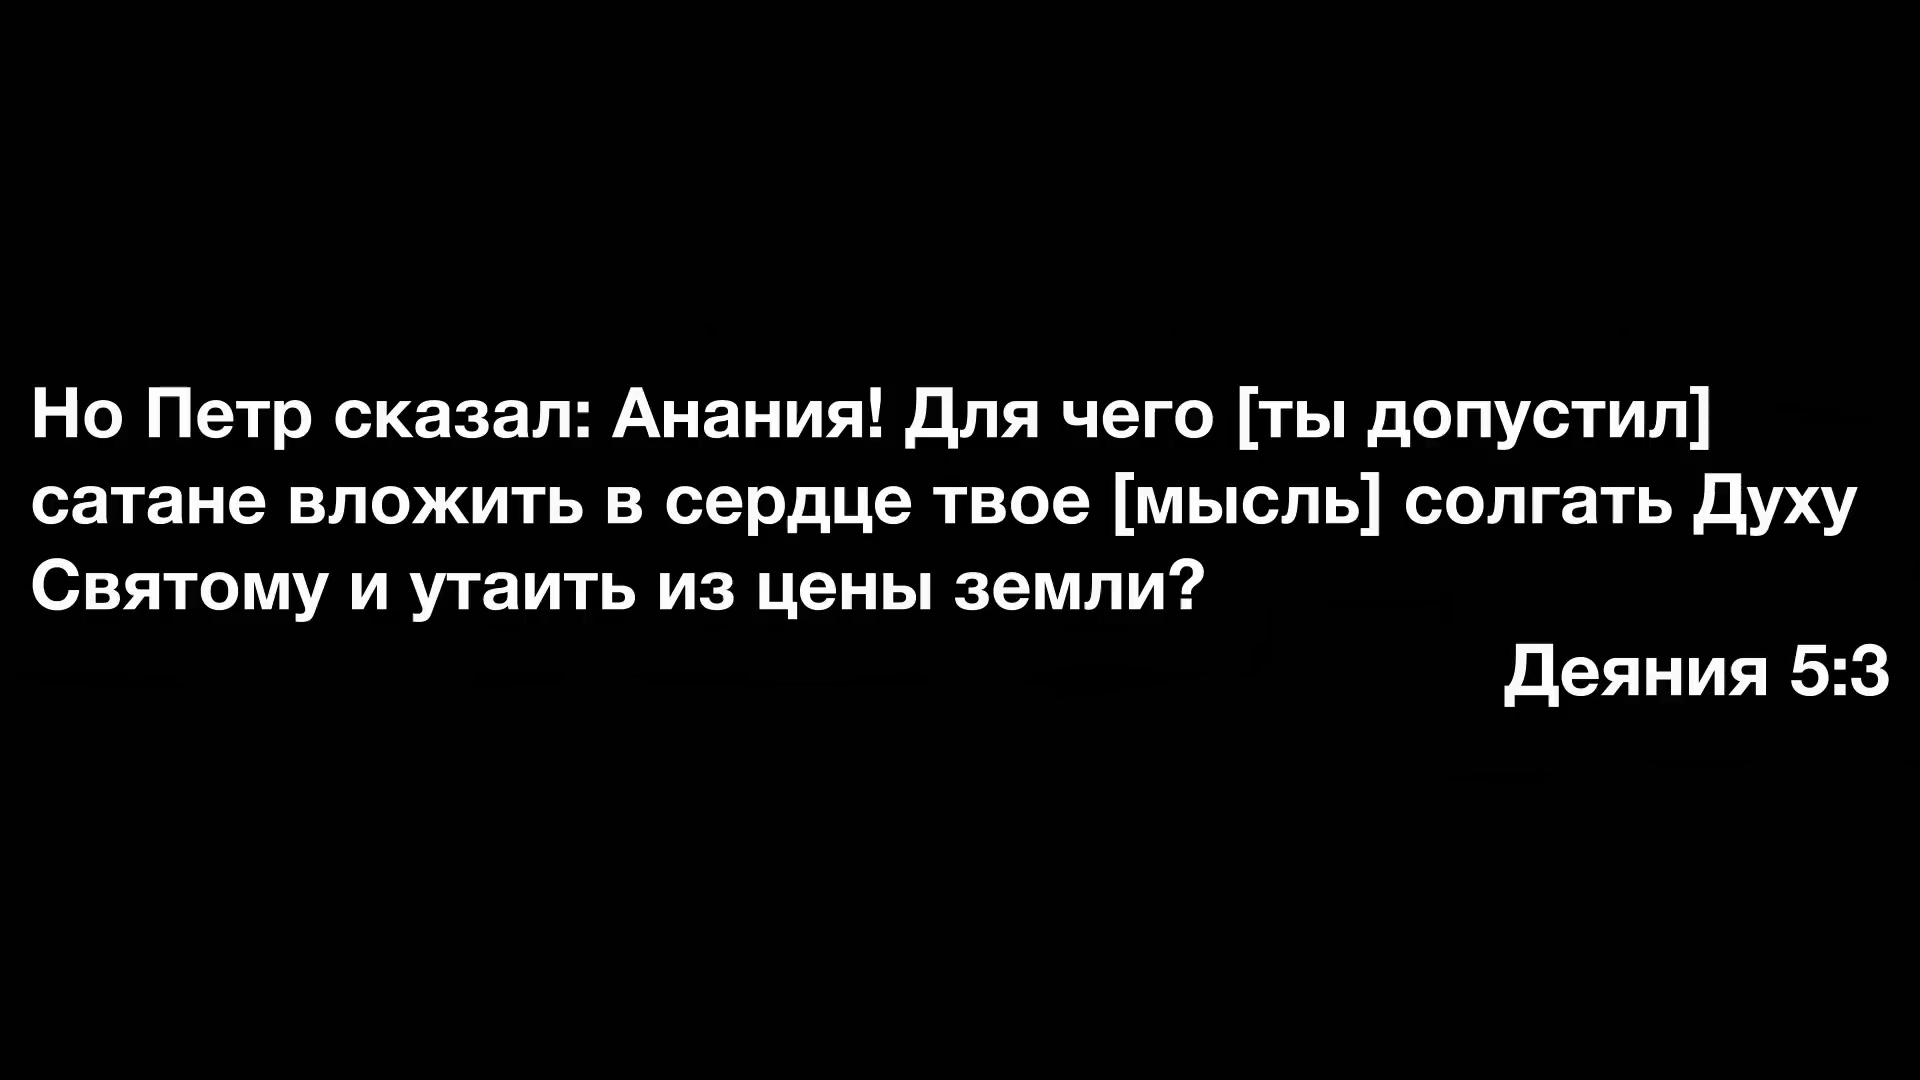 Но Петр сказал: Анания! Для чего [ты допустил]
сатане вложить в сердце твое [мысль] солгать Духу
Святому и утаить из цены земли?
Деяния 5:3